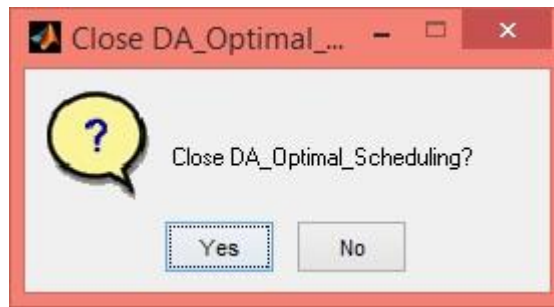 Close DA_Optimal_...
?
Close DA_Optimal_Scheduling?
Yes No